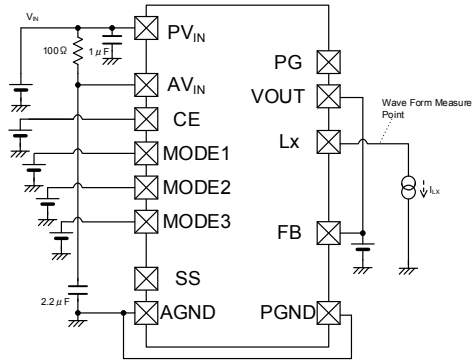 VIN
100Ω
1μF
PVIN
AVIN
CE
MODE1
MODE2
MODE3
SS
2.2μF
AGND
PG
VOUT
Lx
Wave Form Measure
Point
ILX
FB
PGND